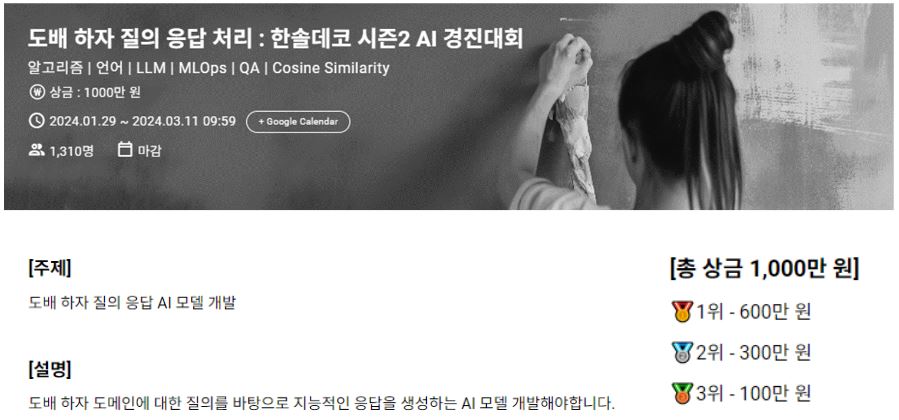 도배 하자 질의 응답 처리 : 한솔데코 시즌2 AI 경진대회
알고리즘 | 언어 | LLM | MLOps | QA | Cosine Similarity
상금 : 1000만 원
2024.01.29 ~ 2024.03.11 09:59 + Google Calendar
1,310명 마감
[주제]
도배 하자 질의 응답 AI 모델 개발
[설명]
도배 하자 도메인에 대한 질의를 바탕으로 지능적인 응답을 생성하는 AI 모델 개발해야합니다.
[총 상금 1,000만 원]
1위 - 600만 원
2위 - 300만 원
3위 - 100만 원